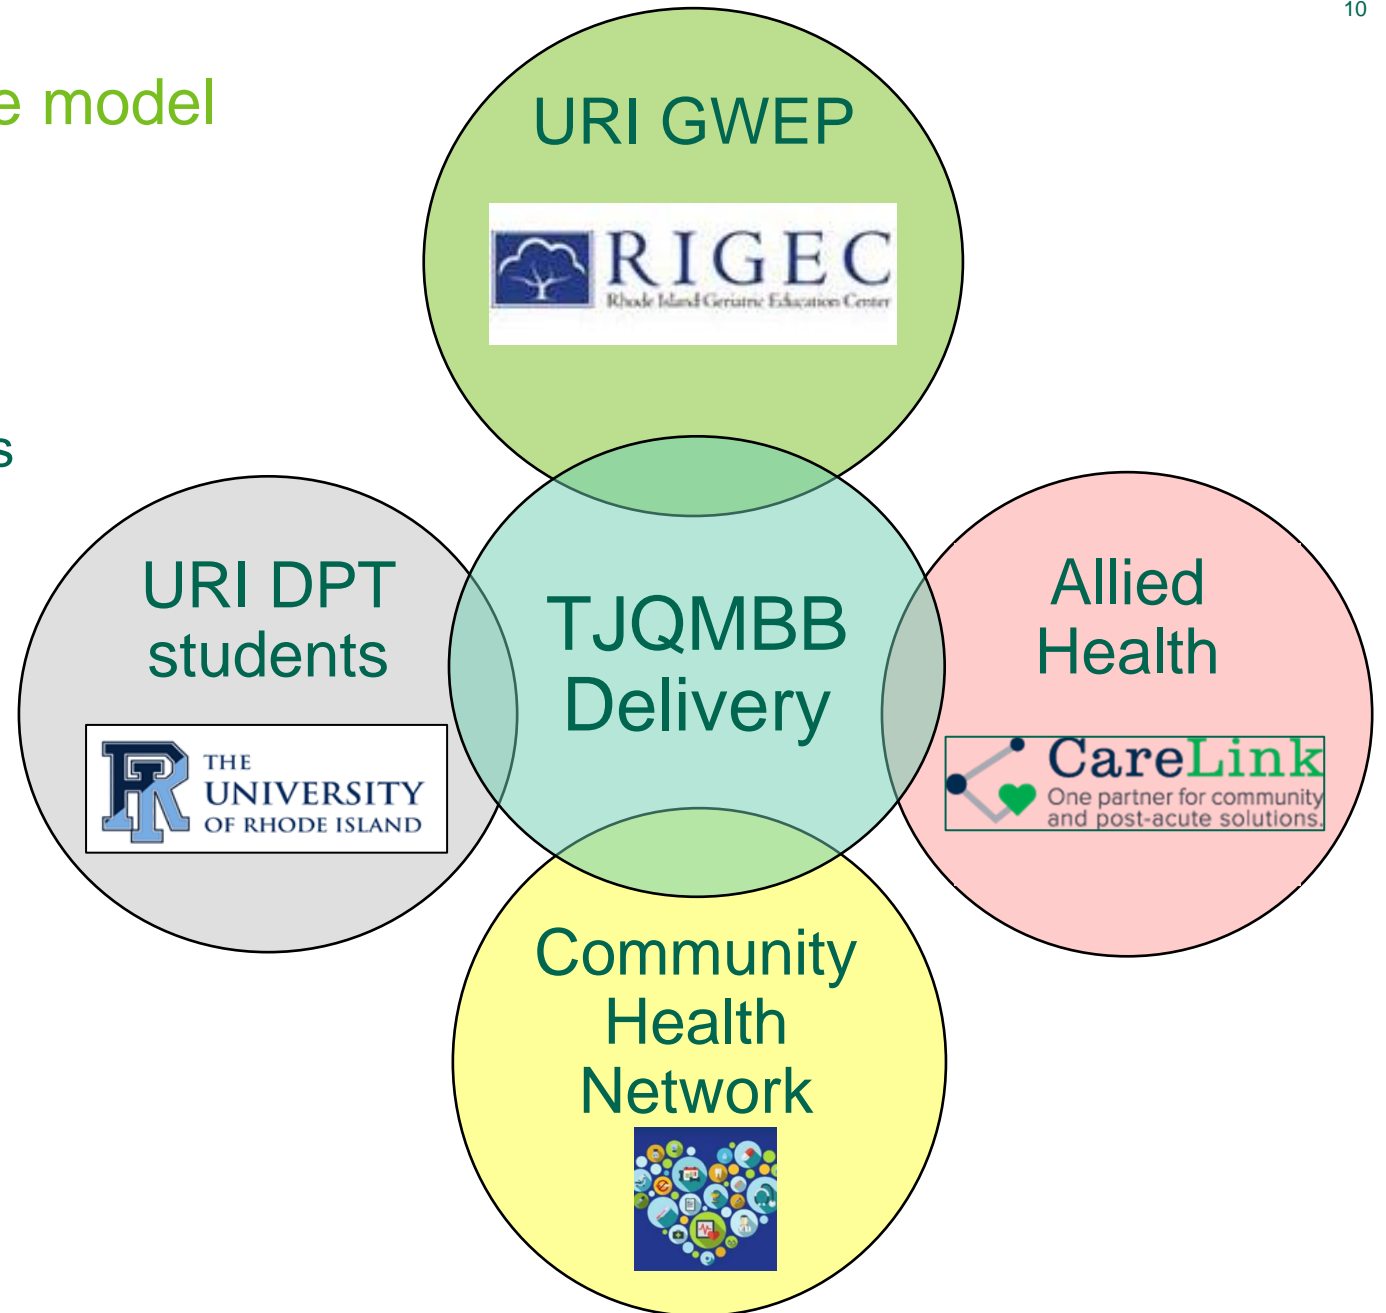 10
e model
URI GWEP
RIGEC
Rhode Island Geriatric Education Center
s
URI DPT
students
THE
UNIVERSITY
OF RHODE ISLAND
TJQMBB
Delivery
Allied
Health
CareLink
One partner for community
and post-acute solutions.
Community
Health
Network